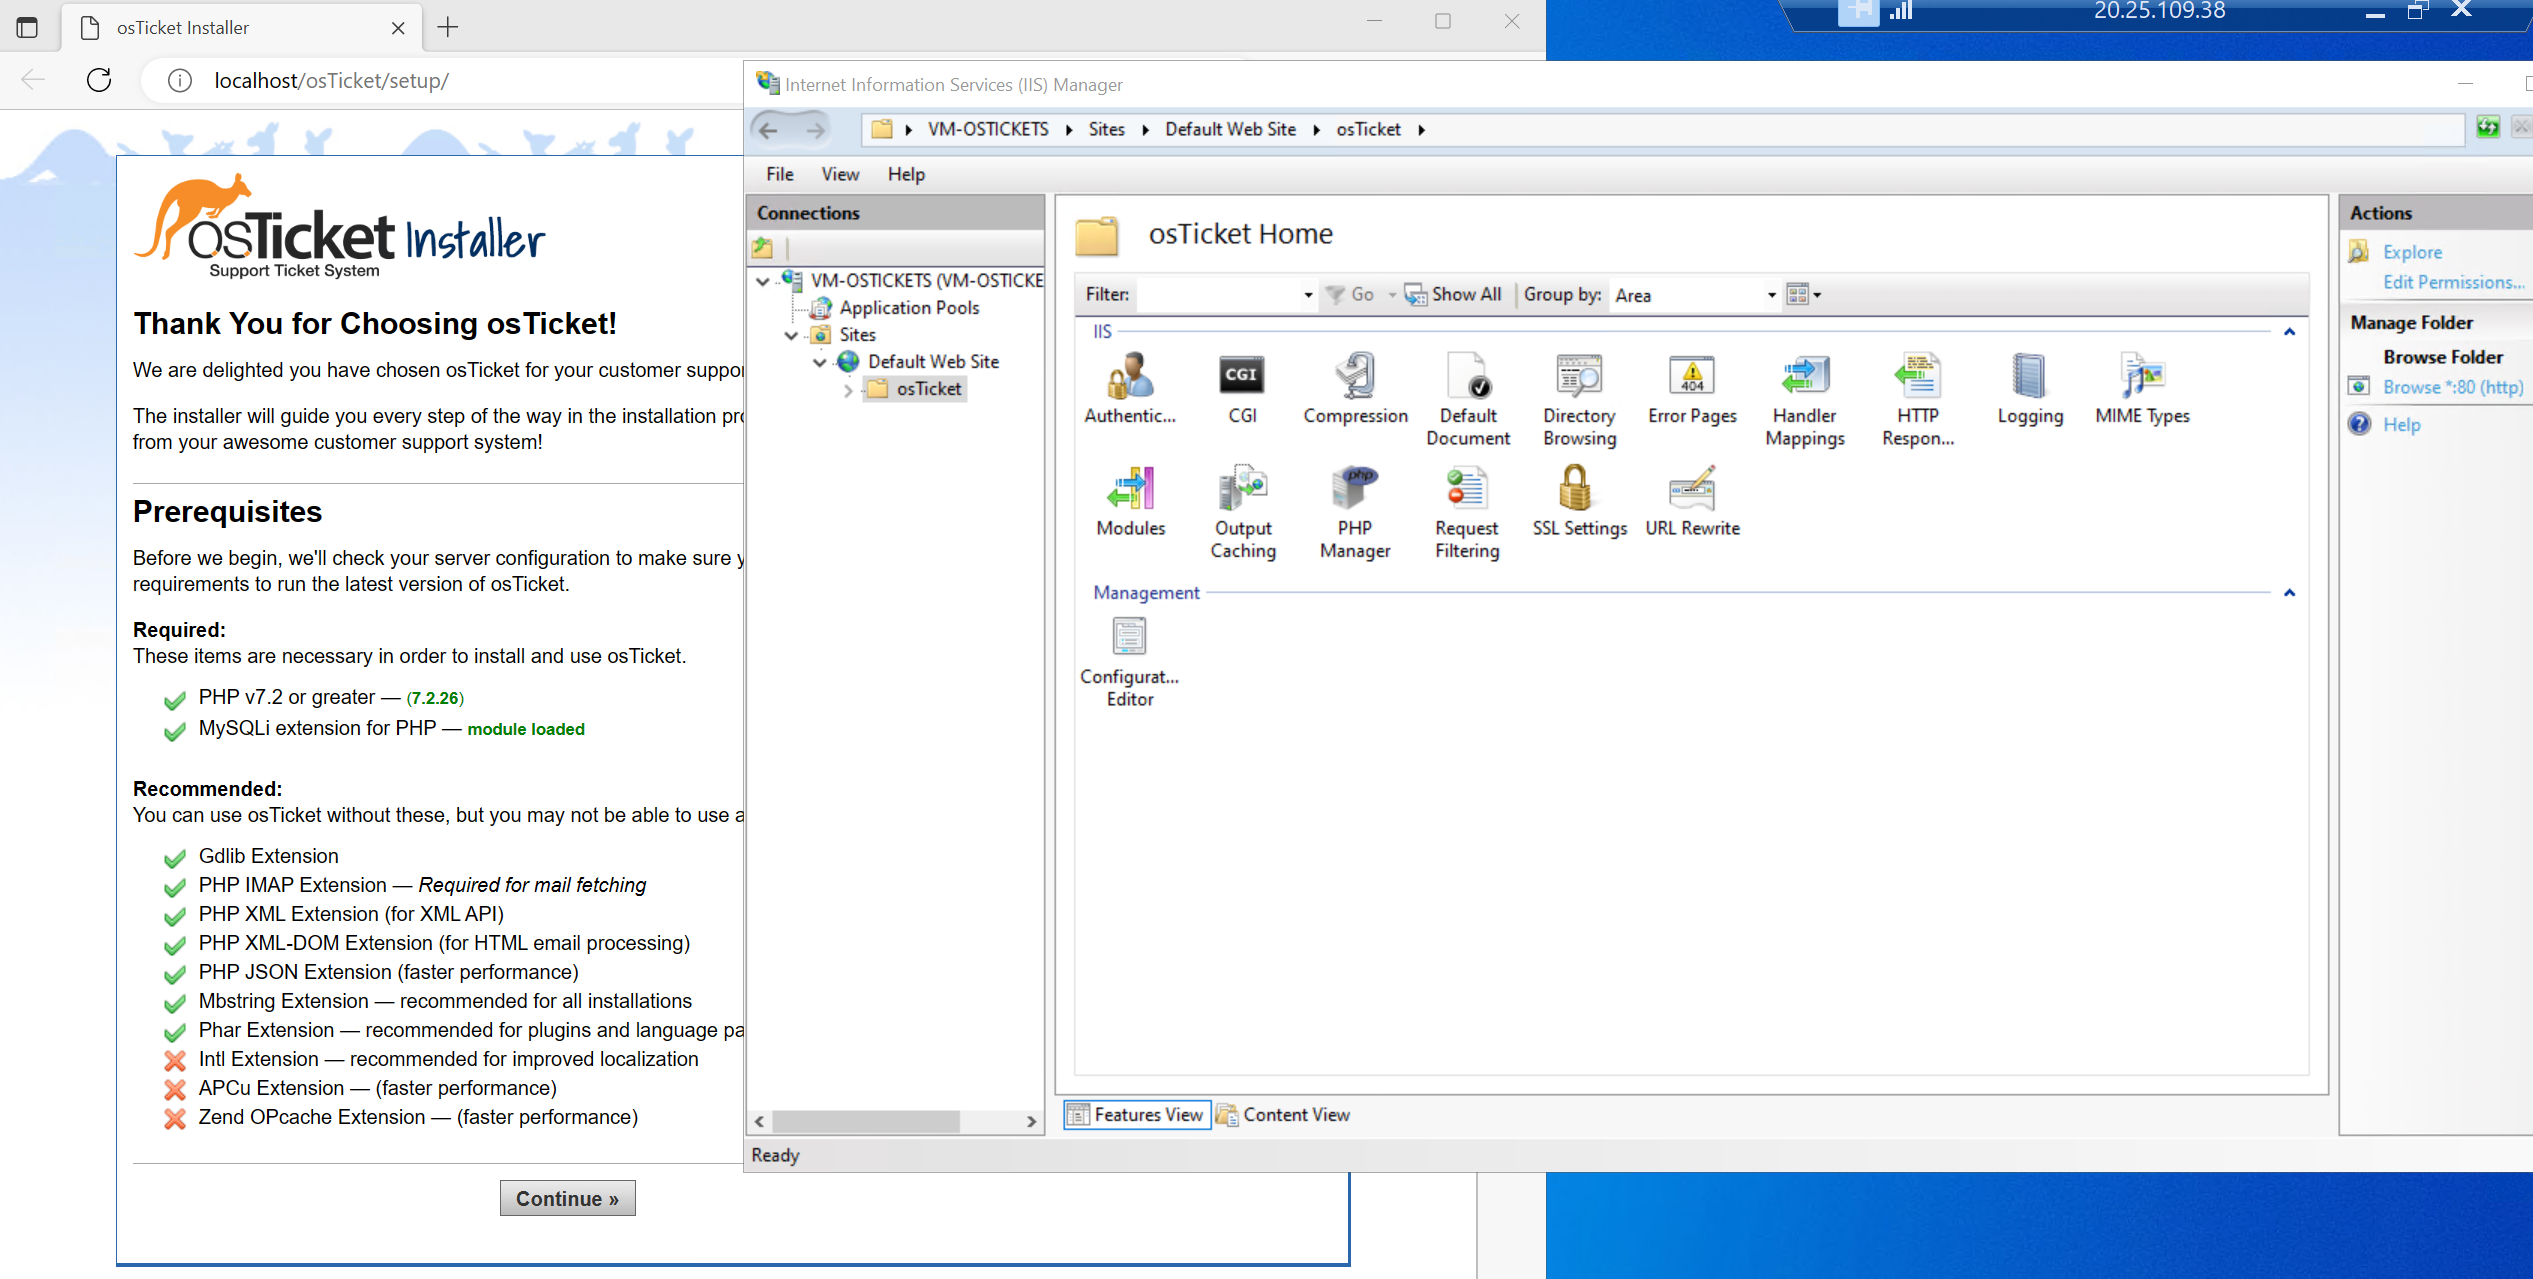 osTicket Installer
localhost/osTicket/setup/
20.25.109.38
osTicket Installer
Support Ticket System
Thank You for Choosing osTicket!
We are delighted you have chosen osTicket for your customer suppor
The installer will guide you every step of the way in the installation pro
from your awesome customer support system!
Prerequisites
Before we begin, we'll check your server configuration to make sure y
requirements to run the latest version of osTicket.
Required:
These items are necessary in order to install and use osTicket.
PHP v7.2 or greater — (7.2.26)
MySQLi extension for PHP — module loaded
Recommended:
You can use osTicket without these, but you may not be able to use a
Gdlib Extension
PHP IMAP Extension — Required for mail fetching
PHP XML Extension (for XML API)
PHP XML-DOM Extension (for HTML email processing)
PHP JSON Extension (faster performance)
Mbstring Extension — recommended for all installations
Phar Extension — recommended for plugins and language pa
Intl Extension — recommended for improved localization
APCu Extension — (faster performance)
Zend OPcache Extension — (faster performance)
Continue »
Internet Information Services (IIS) Manager
VM-OSTICKETS Sites Default Web Site osTicket
File View Help
Connections
VM-OSTICKETS (VM-OSTICKE
Application Pools
Sites
Default Web Site
osTicket
osTicket Home
Filter: Go Show All Group by: Area
IIS
Authentic...
CGI
CGI
Compression
Default
Document
Directory
Browsing
404
Error Pages
Handler
Mappings
HTTP
Respon...
Logging
MIME Types
Modules
Output
Caching
php
PHP
Manager
Request
Filtering
SSL Settings
URL Rewrite
Management
Configurat...
Editor
Features View
Content View
Ready
Actions
Explore
Edit Permissions...
Manage Folder
Browse Folder
Browse *:80 (http)
Help